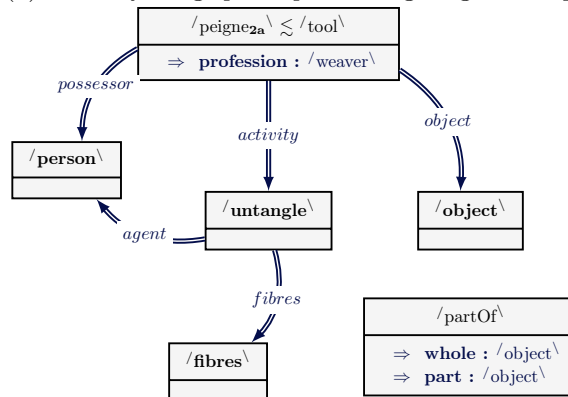 /peigne2a\ ≲ /tool\
⇒ profession : /weaver\
possessor
activity
object
/person\
/untangle\
/object\
agent
fibres
/fibres\
/partOf\
⇒ whole : /object\
⇒ part : /object\